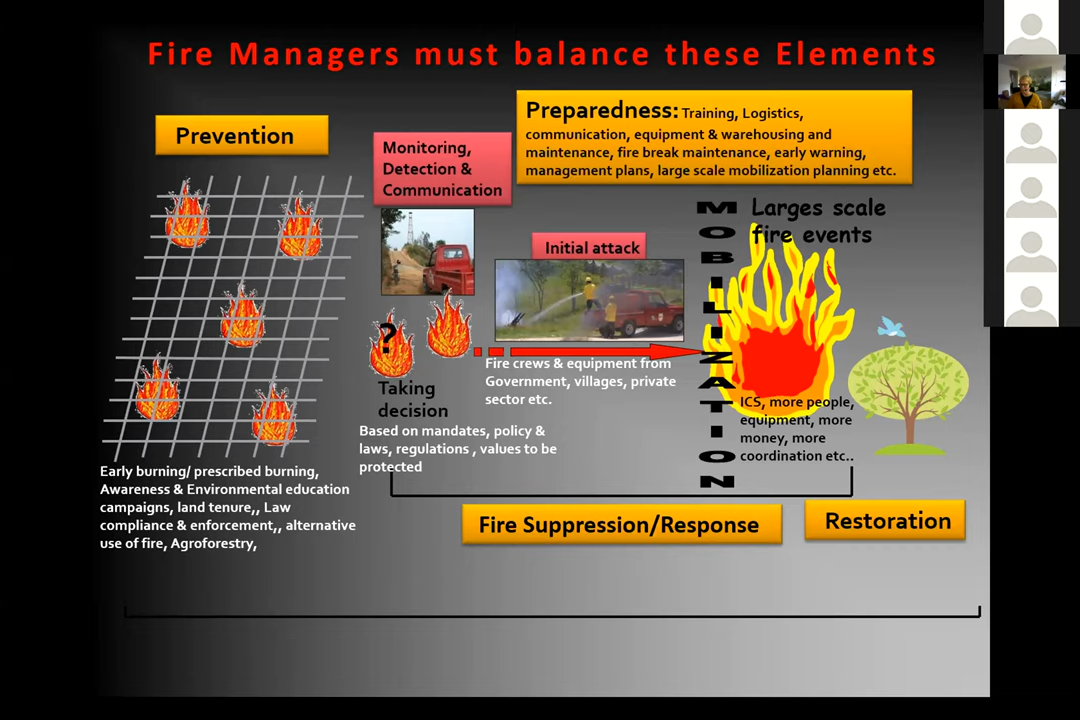 Fire Managers must balance these Elements
Prevention
Monitoring,
Detection &
Communication
Preparedness: Training, Logistics,
communication, equipment & warehousing and
maintenance, fire break maintenance, early warning,
management plans, large scale mobilization planning etc.
Larges scale
fire events
Initial attack
MOBILIZATION
?
Taking
decision
Fire crews & equipment from
Government, villages, private
sector etc.
ICS, more people,
equipment, more
money, more
coordination etc..
Based on mandates, policy &
laws, regulations , values to be
protected
Early burning/ prescribed burning,
Awareness & Environmental education
campaigns, land tenure,, Law
compliance & enforcement,, alternative
use of fire, Agroforestry,
Fire Suppression/Response
Restoration